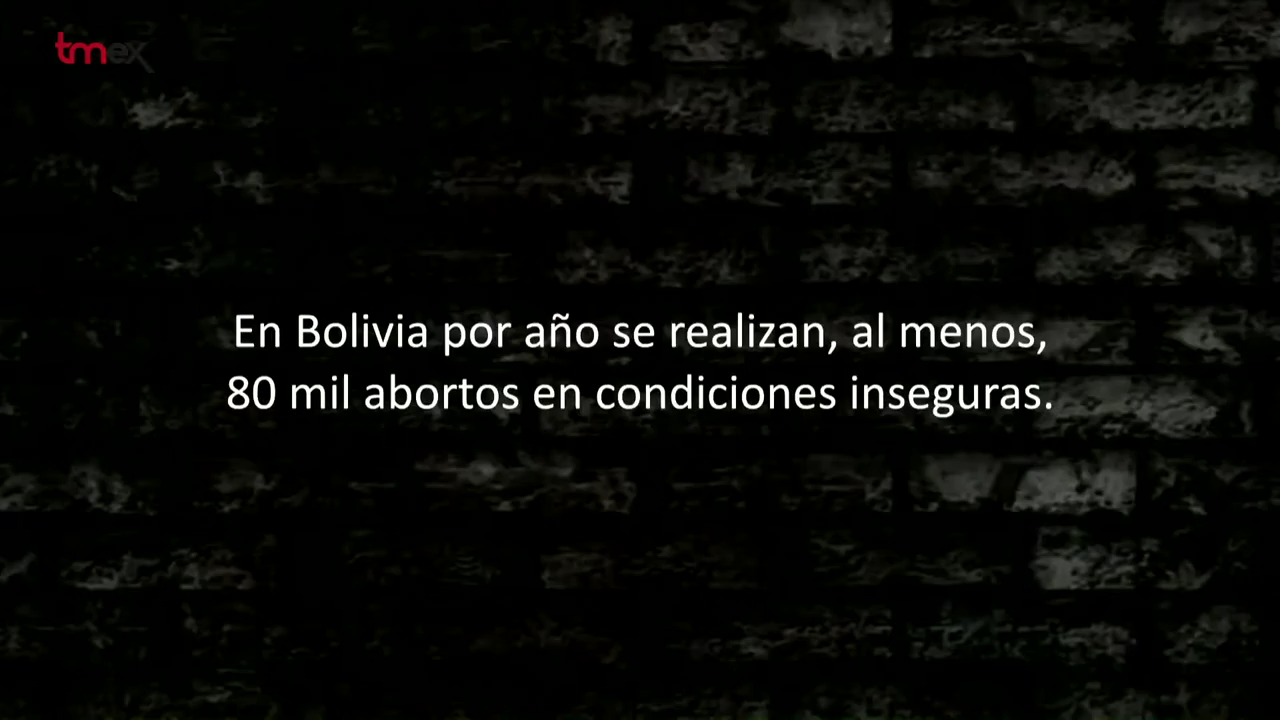 tmex
En Bolivia por año se realizan, al menos,
80 mil abortos en condiciones inseguras.